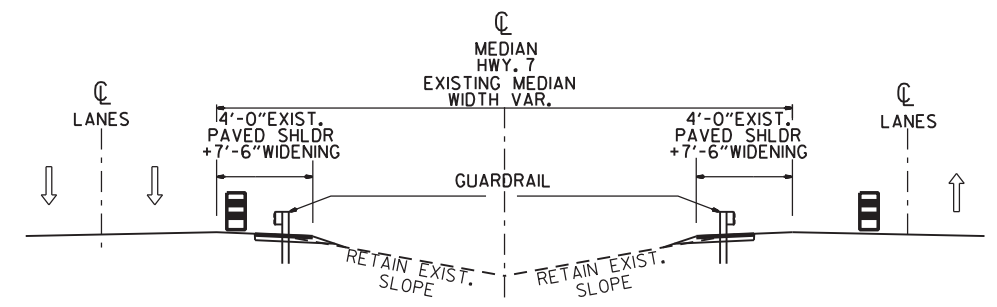 ℄
MEDIAN
HWY. 7
EXISTING MEDIAN
WIDTH VAR.
℄
LANES
4'-0"EXIST.
PAVED SHLDR
+7'-6"WIDENING
4'-0"EXIST.
PAVED SHLDR
+7'-6"WIDENING
℄
LANES
GUARDRAIL
RETAIN EXIST.
SLOPE
RETAIN EXIST.
SLOPE